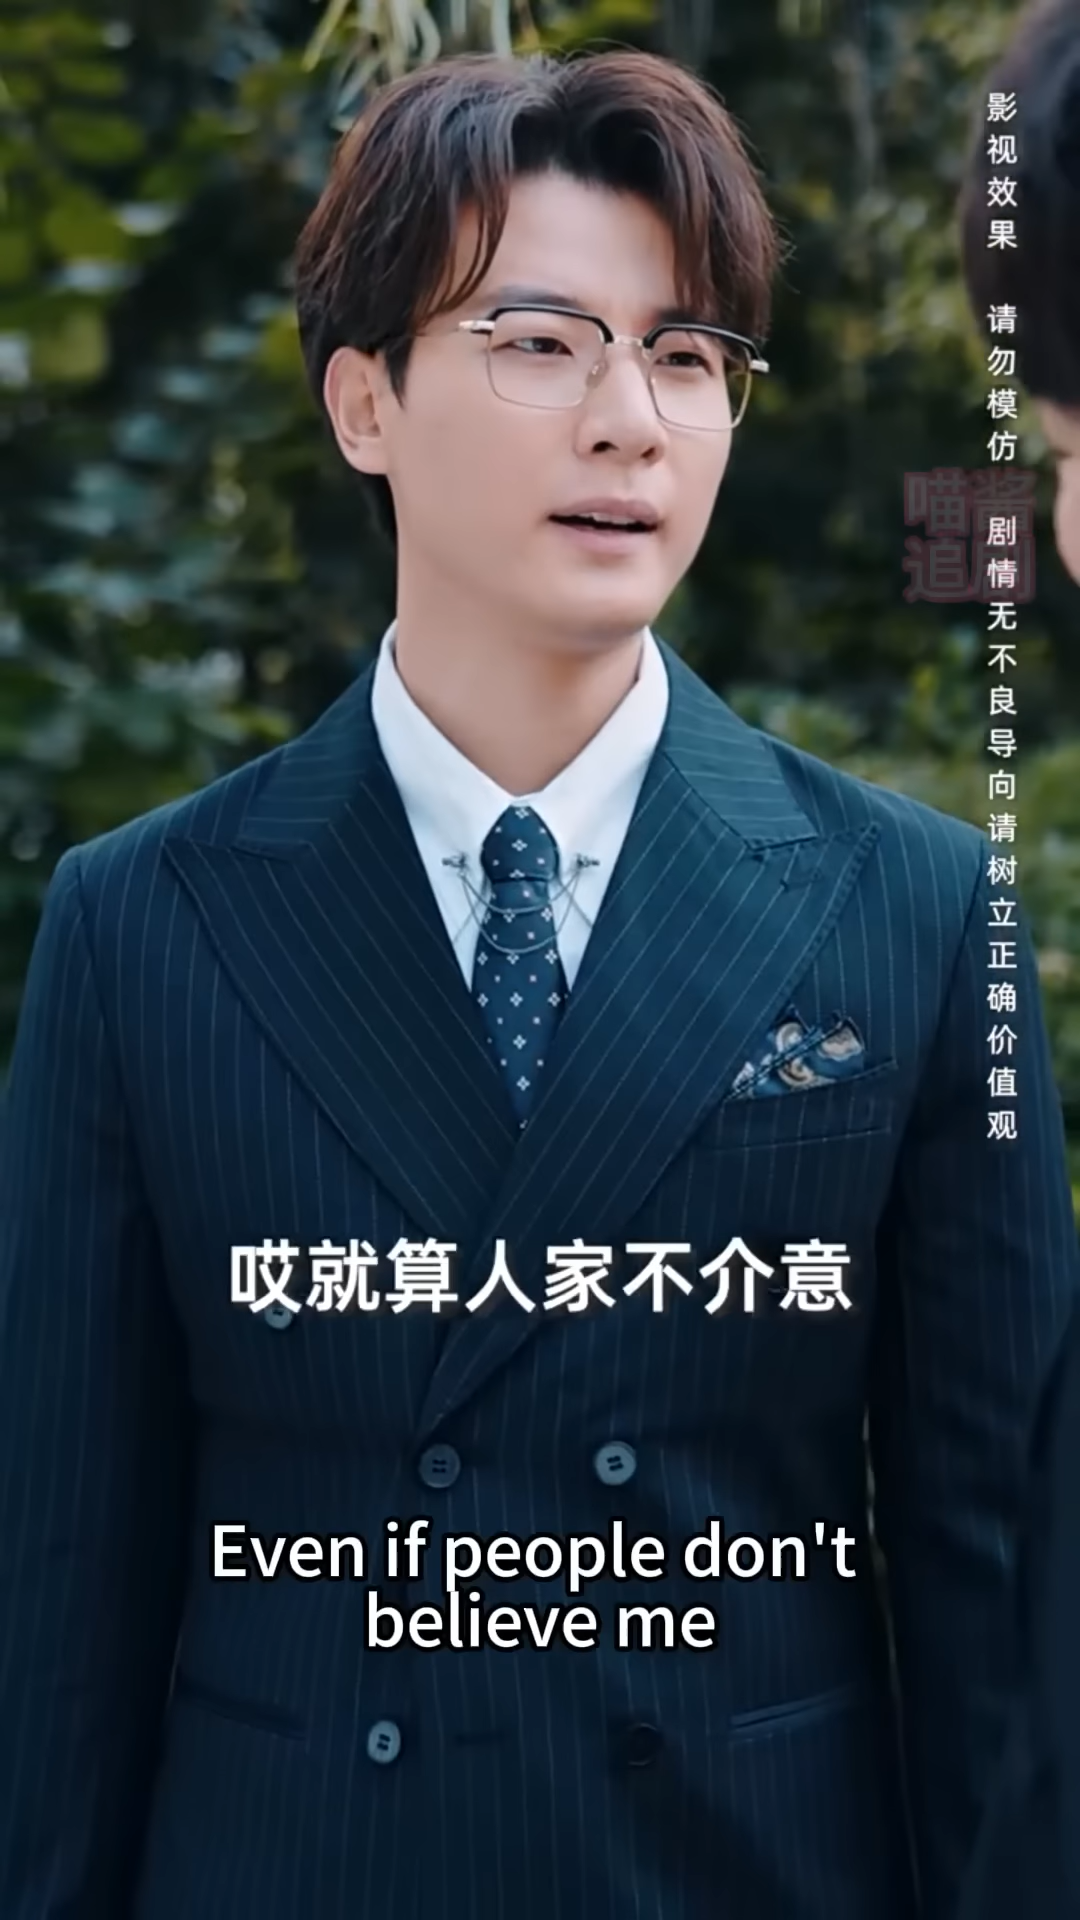 影视效果 请勿模仿 剧情无不良导向请树立正确价值观
喵酱
追剧
哎就算人家不介意
Even if people don't
believe me